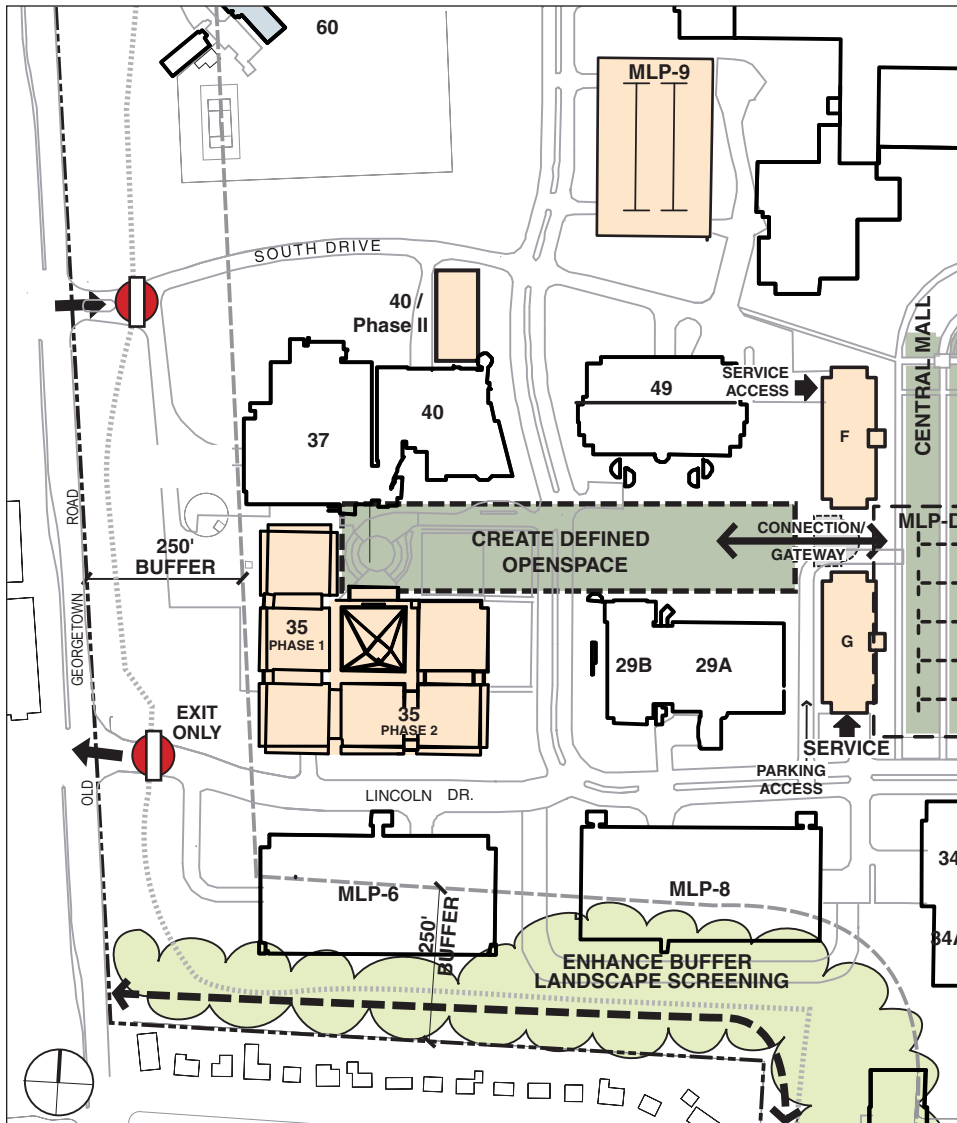 60
MLP-9
SOUTH DRIVE
40 /
Phase II
CENTRAL MALL
SERVICE
ACCESS
49
40
37
F
ROAD
MLP-D
CONNECTION/
GATEWAY
CREATE DEFINED
OPENSPACE
250'
BUFFER
35
PHASE 1
GEORGETOWN
29B
29A
G
35
PHASE 2
EXIT
ONLY
SERVICE
PARKING
ACCESS
OLD
LINCOLN DR.
34
MLP-6
MLP-8
250'
BUFFER
34A
ENHANCE BUFFER
LANDSCAPE SCREENING